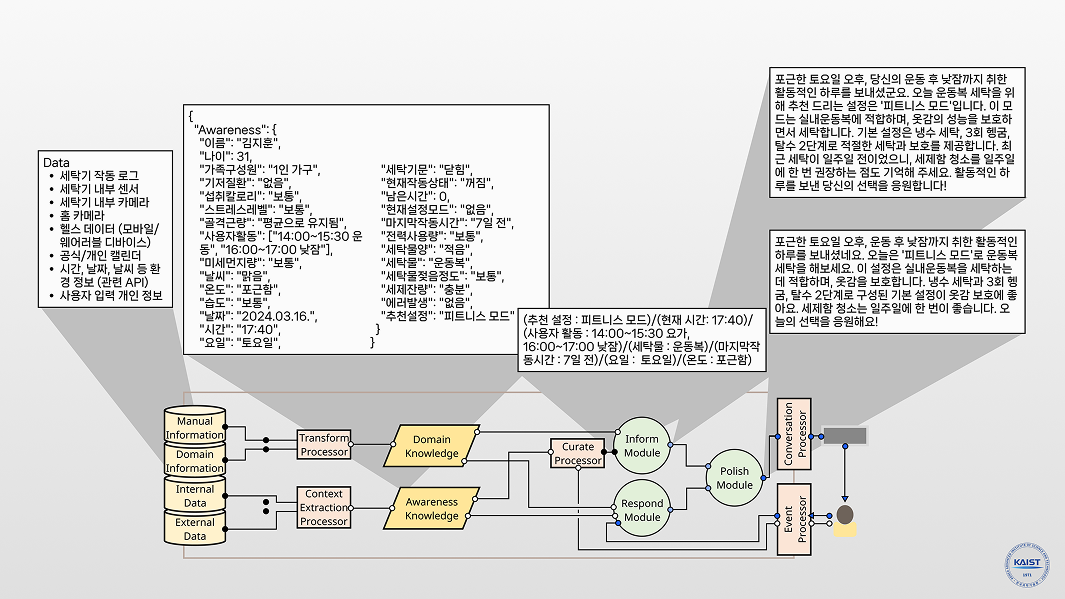 Data
• 세탁기 작동 로그
• 세탁기 내부 센서
• 세탁기 내부 카메라
• 홈 카메라
• 헬스 데이터 (모바일/
웨어러블 디바이스)
• 공식/개인 캘린더
• 시간, 날짜, 날씨 등 환
경 정보 (관련 API)
• 사용자 입력 개인 정보
{
"Awareness": {
"이름": "김지훈",
"나이": 31,
"가족구성원": "1인 가구",
"기저질환": "없음",
"섭취칼로리": "보통",
"스트레스레벨": "보통",
"골격근량": "평균으로 유지됨",
"사용자활동": ["14:00~15:30 운
동", "16:00~17:00 낮잠"],
"미세먼지량": "보통",
"날씨": "맑음",
"온도": "포근함",
"습도": "보통",
"날짜": "2024.03.16.",
"시간": "17:40",
"요일": "토요일",
"세탁기문": "닫힘",
"현재작동상태": "꺼짐",
"남은시간": 0,
"현재설정모드": "없음",
"마지막작동시간": "7일 전",
"전력사용량": "보통",
"세탁물양": "적음",
"세탁물": "운동복",
"세탁물젖음정도": "보통",
"세제잔량": "충분",
"에러발생": "없음",
"추천설정": "피트니스 모드"
}
}
(추천 설정 : 피트니스 모드)/(현재 시간: 17:40)/
(사용자 활동 : 14:00~15:30 요가,
16:00~17:00 낮잠)/(세탁물 : 운동복)/(마지막작
동시간 : 7일 전)/(요일 : 토요일)/(온도 : 포근함)
포근한 토요일 오후, 당신의 운동 후 낮잠까지 취한
활동적인 하루를 보내셨군요. 오늘 운동복 세탁을 위
해 추천 드리는 설정은 '피트니스 모드'입니다. 이 모
드는 실내운동복에 적합하며, 옷감의 성능을 보호하
면서 세탁합니다. 기본 설정은 냉수 세탁, 3회 헹굼,
탈수 2단계로 적절한 세탁과 보호를 제공합니다. 최
근 세탁이 일주일 전이었으니, 세제함 청소를 일주일
에 한 번 권장하는 점도 기억해 주세요. 활동적인 하
루를 보낸 당신의 선택을 응원합니다!
포근한 토요일 오후, 운동 후 낮잠까지 취한 활동적인
하루를 보내셨네요. 오늘은 '피트니스 모드'로 운동복
세탁을 해보세요. 이 설정은 실내운동복을 세탁하는
데 적합하며, 옷감을 보호합니다. 냉수 세탁과 3회 헹
굼, 탈수 2단계로 구성된 기본 설정이 옷감 보호에 좋
아요. 세제함 청소는 일주일에 한 번이 좋습니다. 오
늘의 선택을 응원해요!
Manual
Information
Domain
Information
Internal
Data
External
Data
Transform
Processor
Context
Extraction
Processor
Domain
Knowledge
Awareness
Knowledge
Curate
Processor
Inform
Module
Respond
Module
Polish
Module
Conversation
Processor
Event
Processor
KAIST
1971